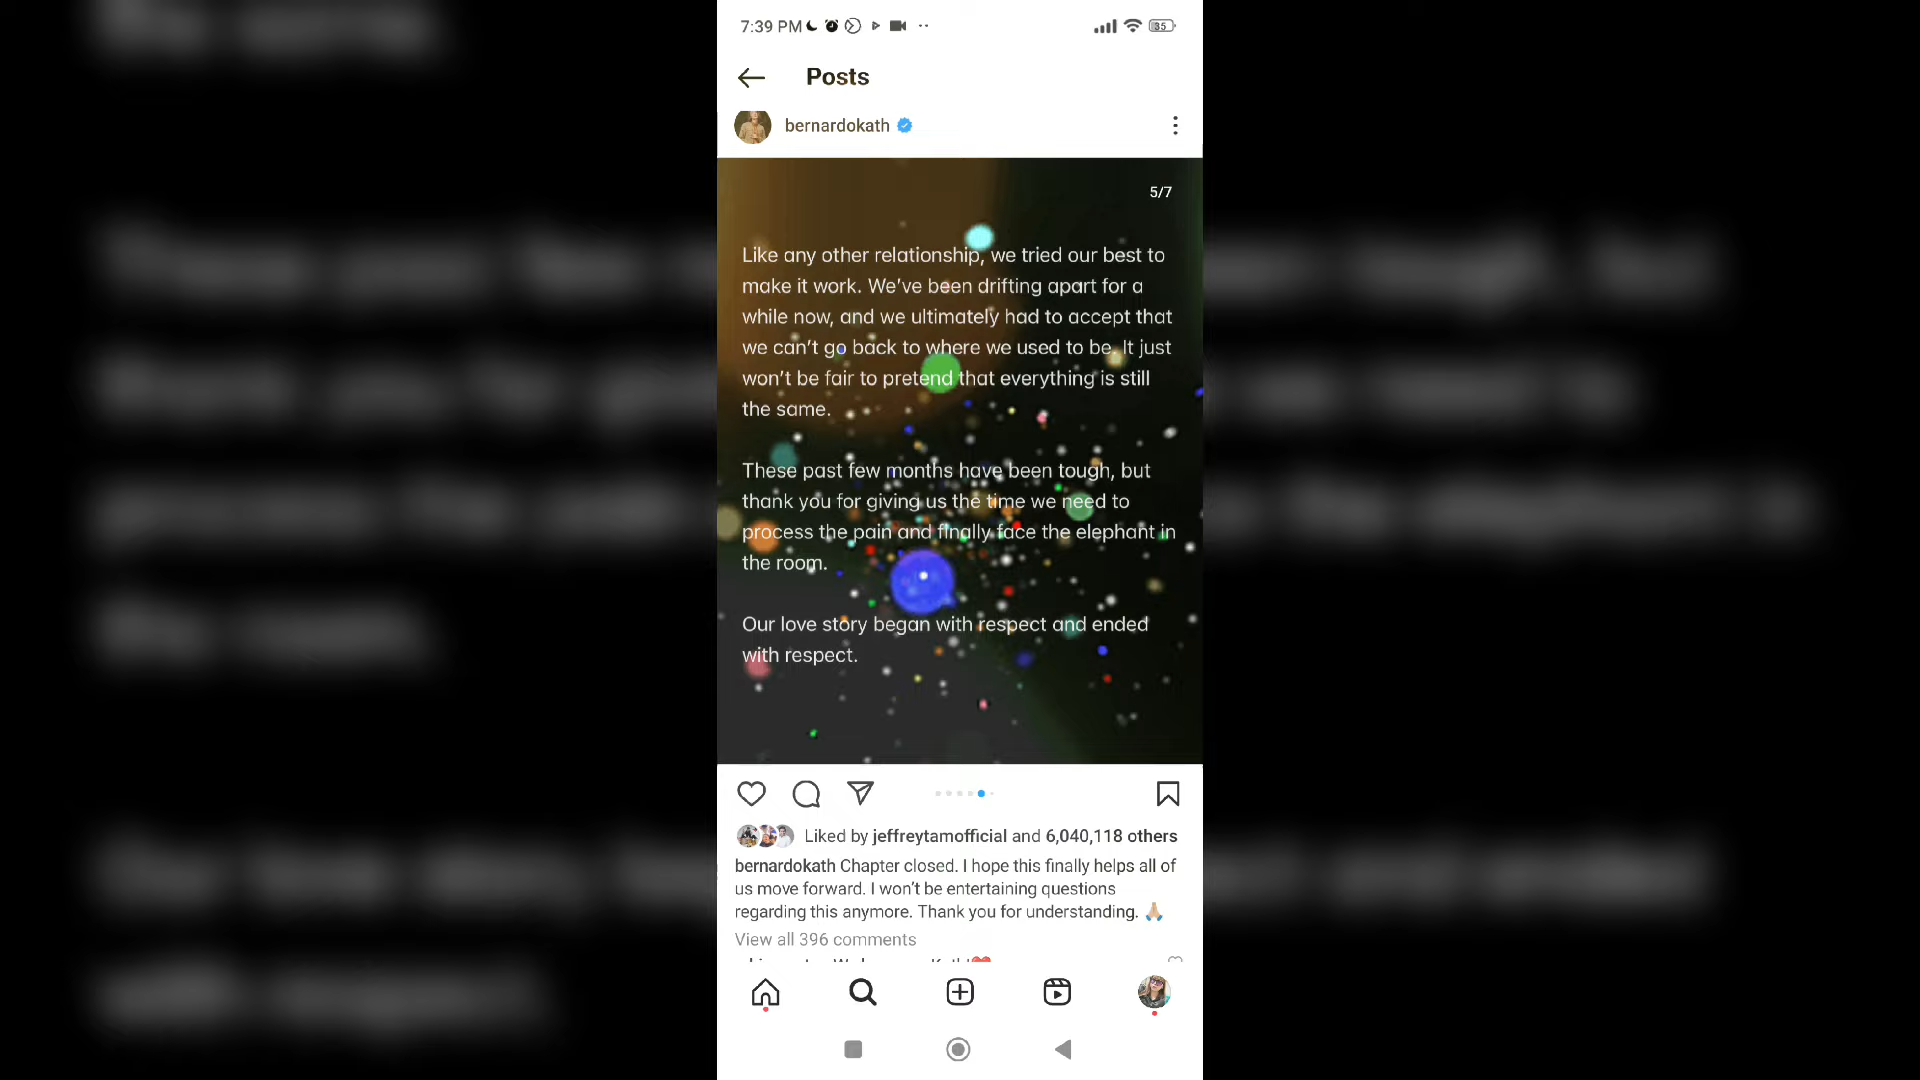 7:39 PM
35
Posts
bernardokath
5/7
Like any other relationship, we tried our best to
make it work. We've been drifting apart for a
while now, and we ultimately had to accept that
we can't go back to where we used to be. It just
won't be fair to pretend that everything is still
the same.
These past few months have been tough, but
thank you for giving us the time we need to
process the pain and finally face the elephant in
the room.
Our love story began with respect and ended
with respect.
Liked by jeffreytamofficial and 6,040,118 others
bernardokath Chapter closed. I hope this finally helps all of
us move forward. I won't be entertaining questions
regarding this anymore. Thank you for understanding. 🙏🏼
View all 396 comments